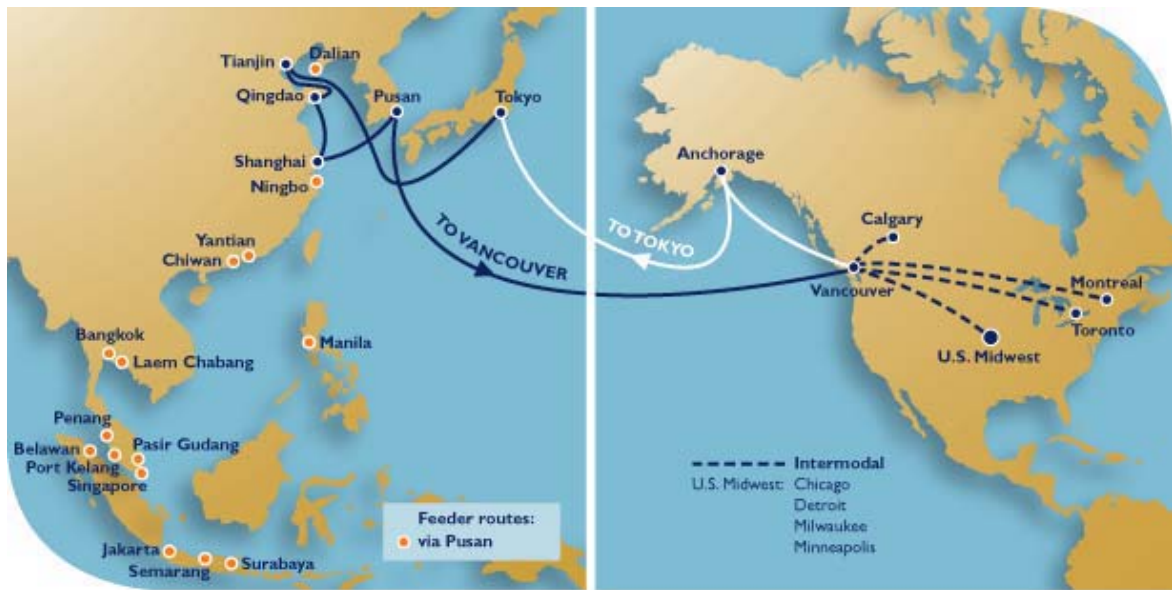 Tianjin
Dalian
Qingdao
Pusan
Tokyo
Shanghai
Ningbo
Yantian
Chiwan
TO VANCOUVER
Bangkok
Laem Chabang
Manila
Penang
Belawan
Pasir Gudang
Port Kelang
Singapore
Jakarta
Semarang
Surabaya
Feeder routes:
via Pusan
Anchorage
TO TOKYO
Calgary
Vancouver
Montreal
Toronto
U.S. Midwest
Intermodal
U.S. Midwest: Chicago
Detroit
Milwaukee
Minneapolis